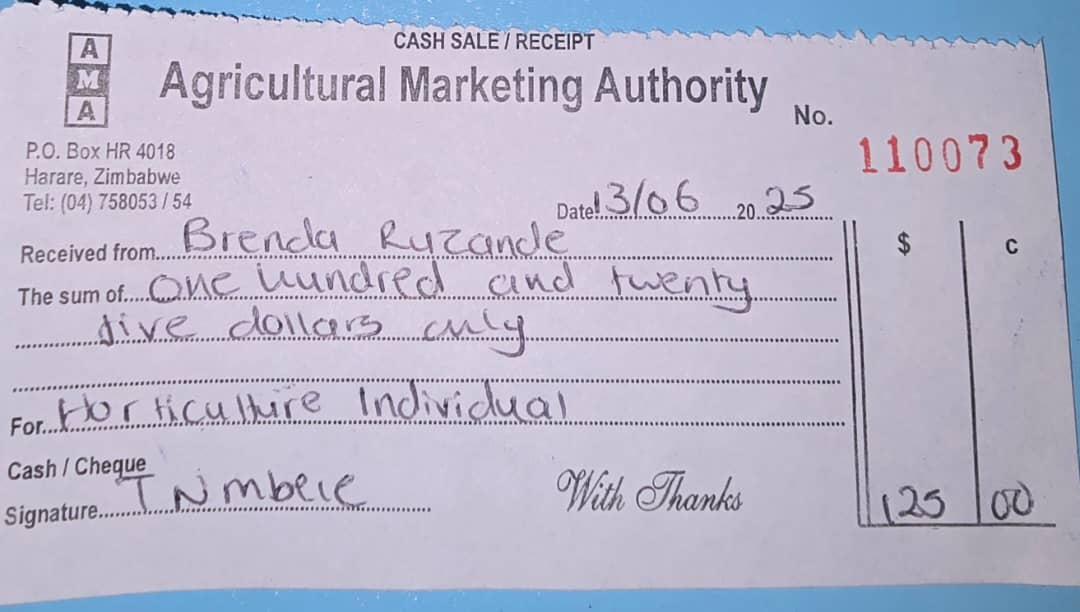 CASH SALE / RECEIPT
A
M
A
Agricultural Marketing Authority
No.
110073
P.O. Box HR 4018
Harare, Zimbabwe
Tel: (04) 758053 / 54
Date 13/06 20 25
Received from Brenda Ruzande
$ C
The sum of One hundred and twenty
five dollars only
For Horticulture Individual
Cash / Cheque
Signature T Nmbere
With Thanks
125 00